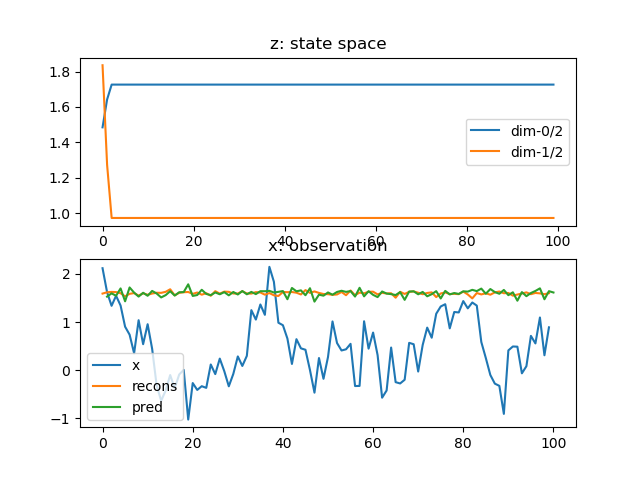 z: state space
1.8
1.6
1.4
1.2
1.0
dim-0/2
dim-1/2
0 20 40 60 80 100
x: observation
2
1
0
−1
x
recons
pred
0 20 40 60 80 100